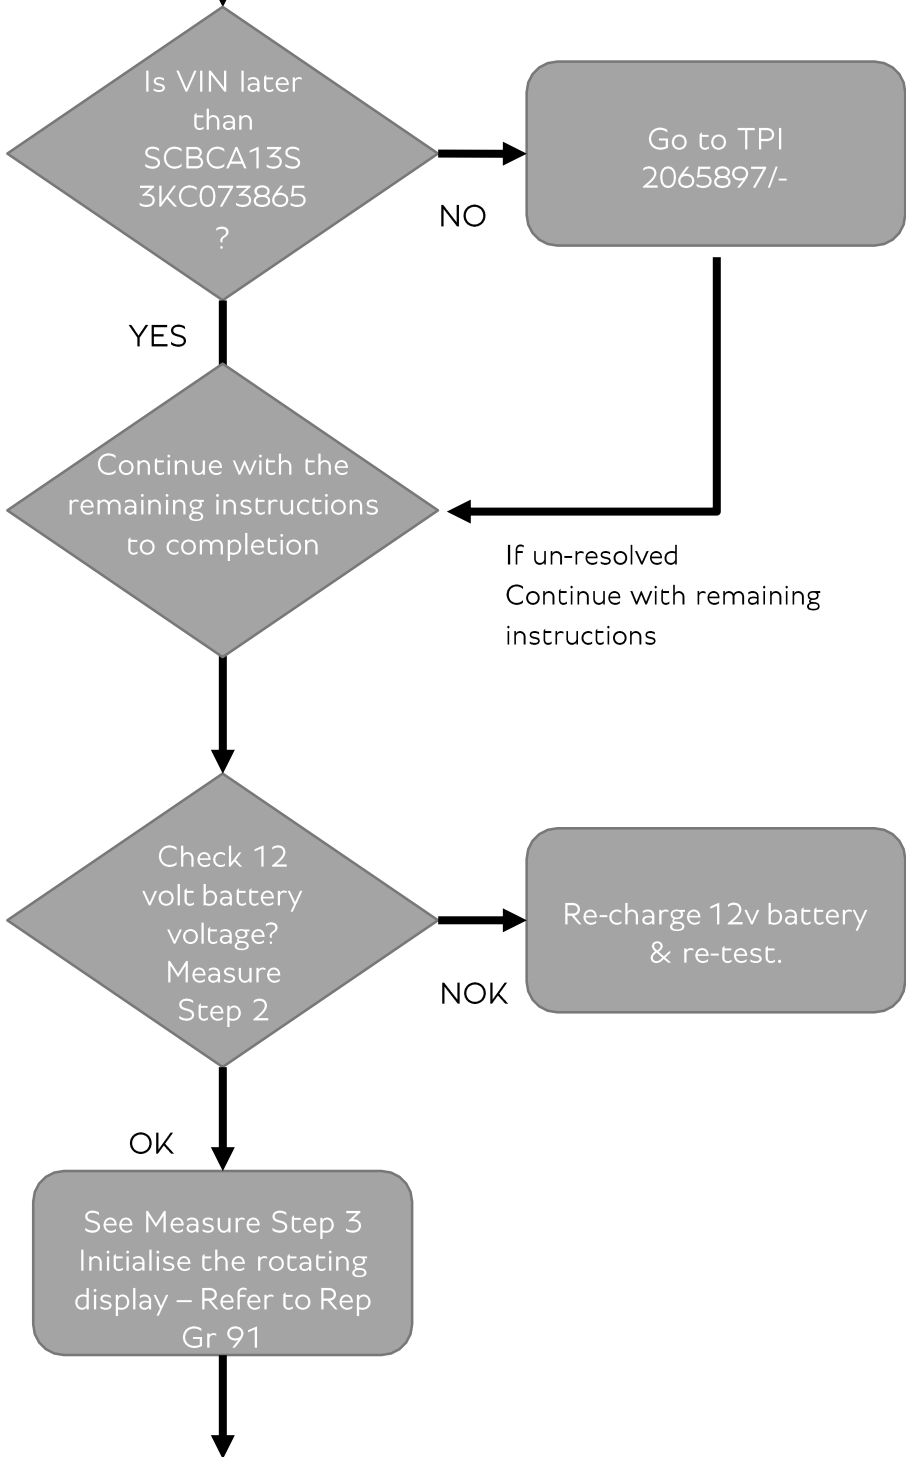 Is VIN later
than
SCBCA13S
3KC073865
?
NO
Go to TPI
2065897/-
YES
Continue with the
remaining instructions
to completion
If un-resolved
Continue with remaining
instructions
Check 12
volt battery
voltage?
Measure
Step 2
NOK
Re-charge 12v battery
& re-test.
OK
See Measure Step 3
Initialise the rotating
display – Refer to Rep
Gr 91